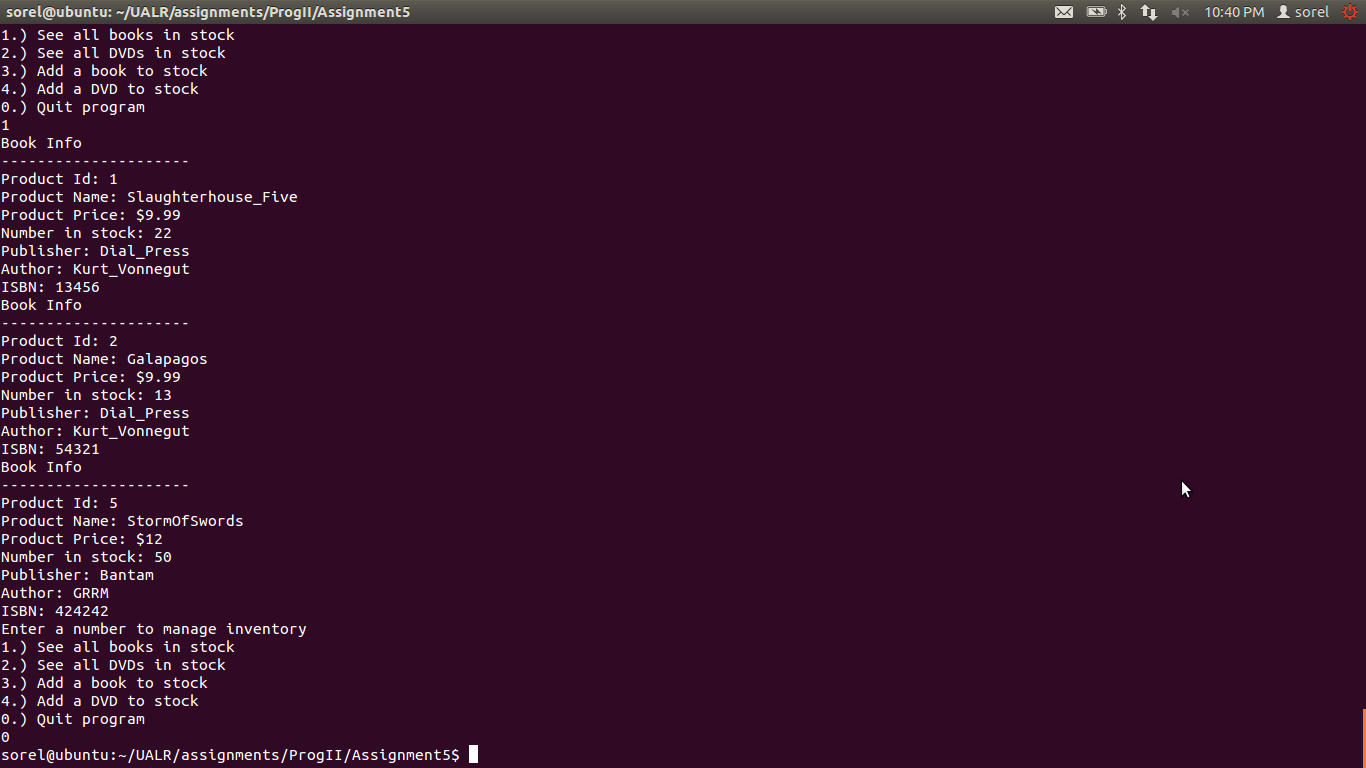 sorel@ubuntu: ~/UALR/assignments/ProgII/Assignment5 10:40 PM sorel
1.) See all books in stock
2.) See all DVDs in stock
3.) Add a book to stock
4.) Add a DVD to stock
0.) Quit program
1
Book Info
---------------------
Product Id: 1
Product Name: Slaughterhouse_Five
Product Price: $9.99
Number in stock: 22
Publisher: Dial_Press
Author: Kurt_Vonnegut
ISBN: 13456
Book Info
---------------------
Product Id: 2
Product Name: Galapagos
Product Price: $9.99
Number in stock: 13
Publisher: Dial_Press
Author: Kurt_Vonnegut
ISBN: 54321
Book Info
---------------------
Product Id: 5
Product Name: StormOfSwords
Product Price: $12
Number in stock: 50
Publisher: Bantam
Author: GRRM
ISBN: 424242
Enter a number to manage inventory
1.) See all books in stock
2.) See all DVDs in stock
3.) Add a book to stock
4.) Add a DVD to stock
0.) Quit program
0
sorel@ubuntu:~/UALR/assignments/ProgII/Assignment5$